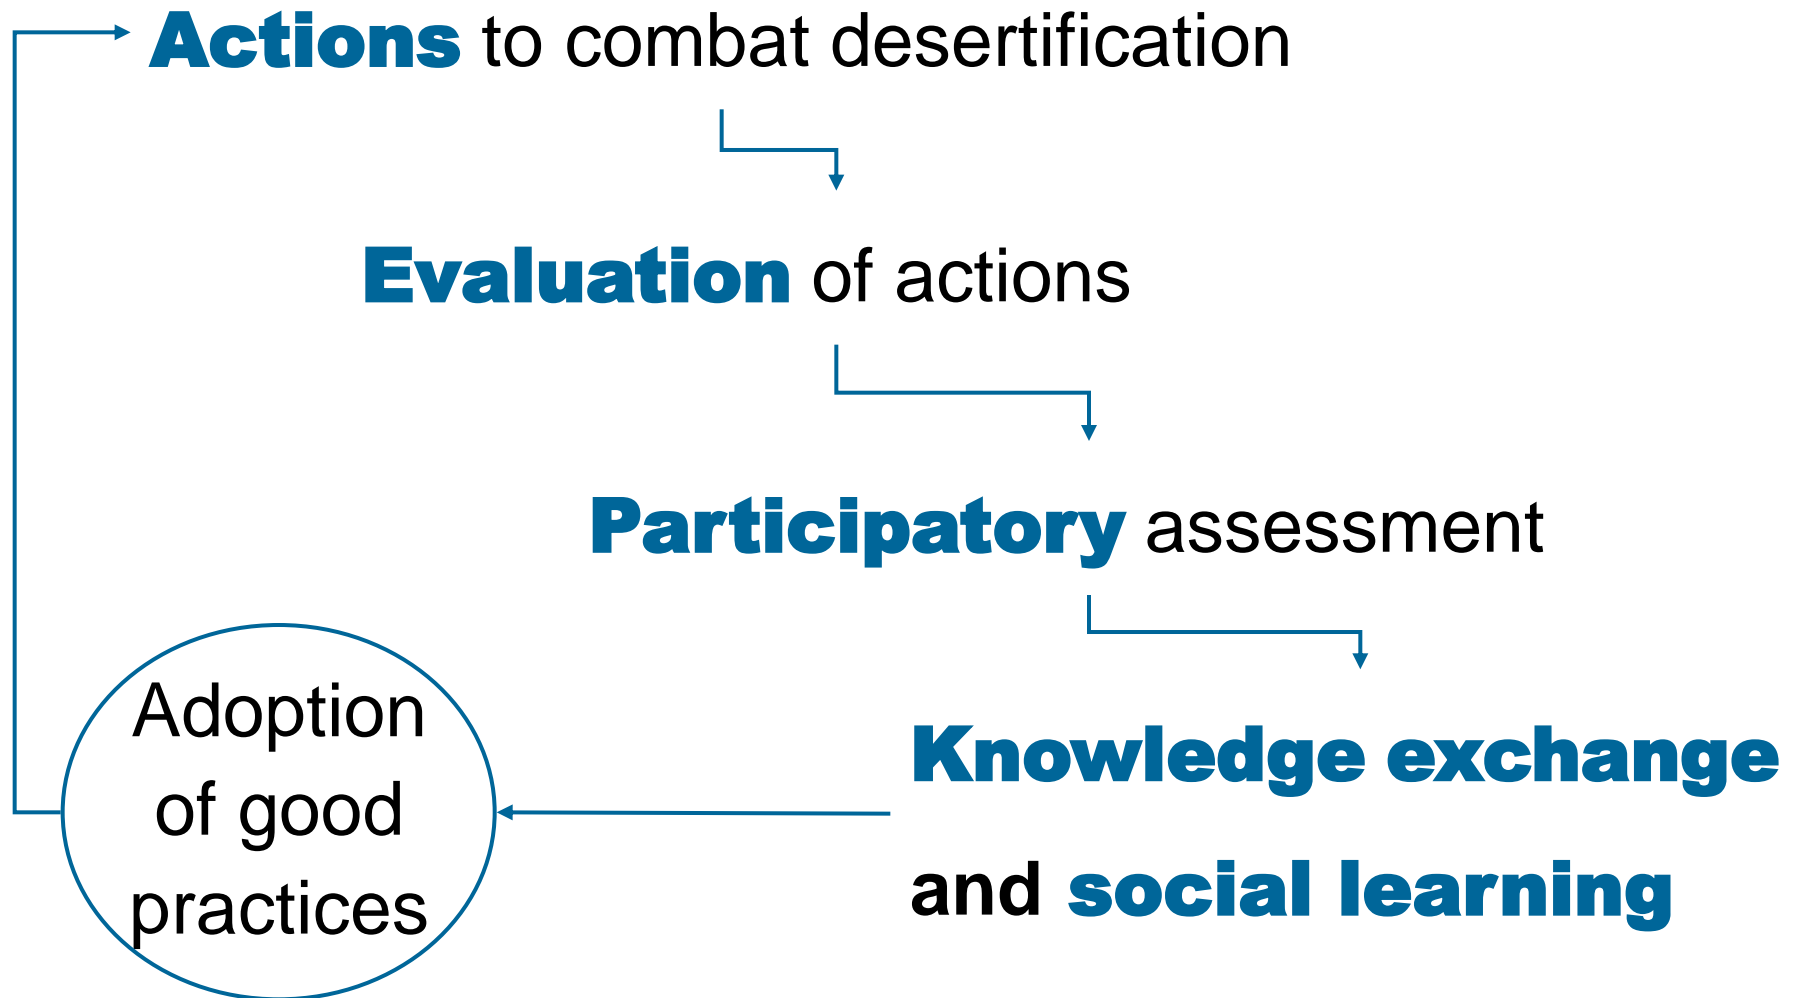 Actions to combat desertification
Evaluation of actions
Participatory assessment
Knowledge exchange
and social learning
Adoption
of good
practices